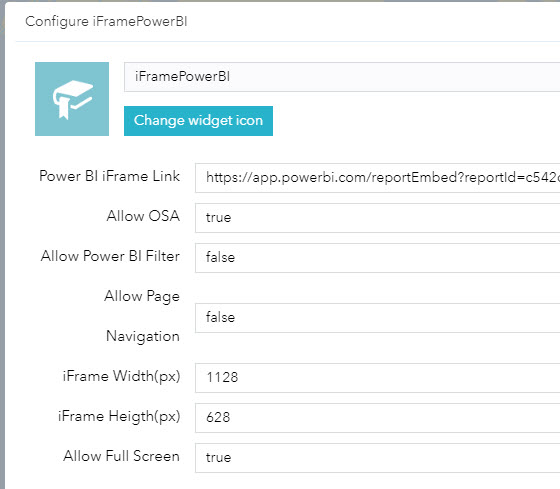 Configure iFramePowerBI
iFramePowerBI
Change widget icon
Power BI iFrame Link https://app.powerbi.com/reportEmbed?reportId=c542
Allow OSA true
Allow Power BI Filter false
Allow Page
Navigation false
iFrame Width(px) 1128
iFrame Heigth(px) 628
Allow Full Screen true